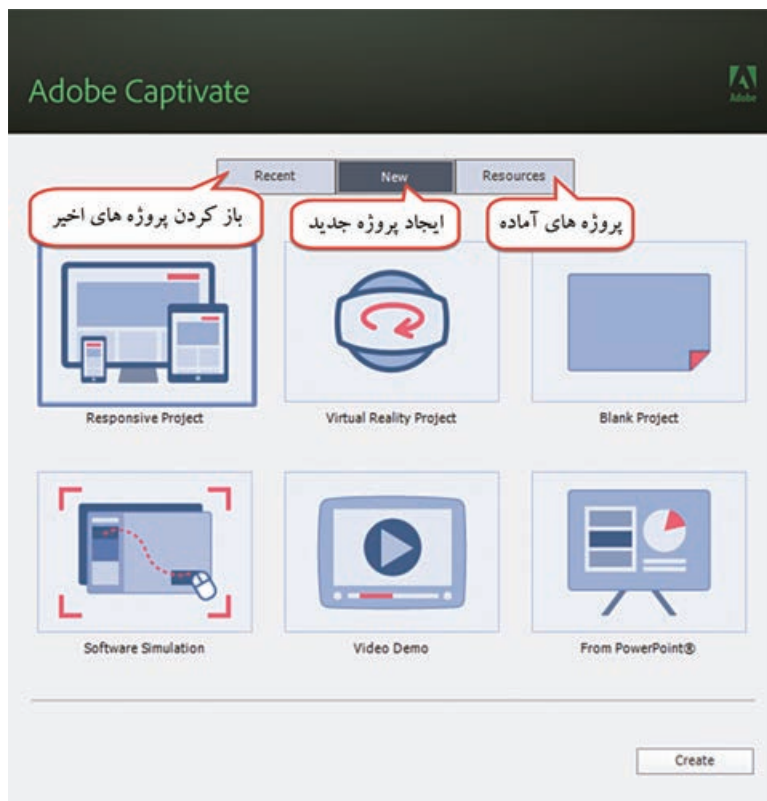 Adobe Captivate
Adobe
Recent New Resources
باز کردن پروژه های اخیر
ایجاد پروژه جدید
پروژه های آماده
Responsive Project
Virtual Reality Project
Blank Project
Software Simulation
Video Demo
From PowerPoint®
Create